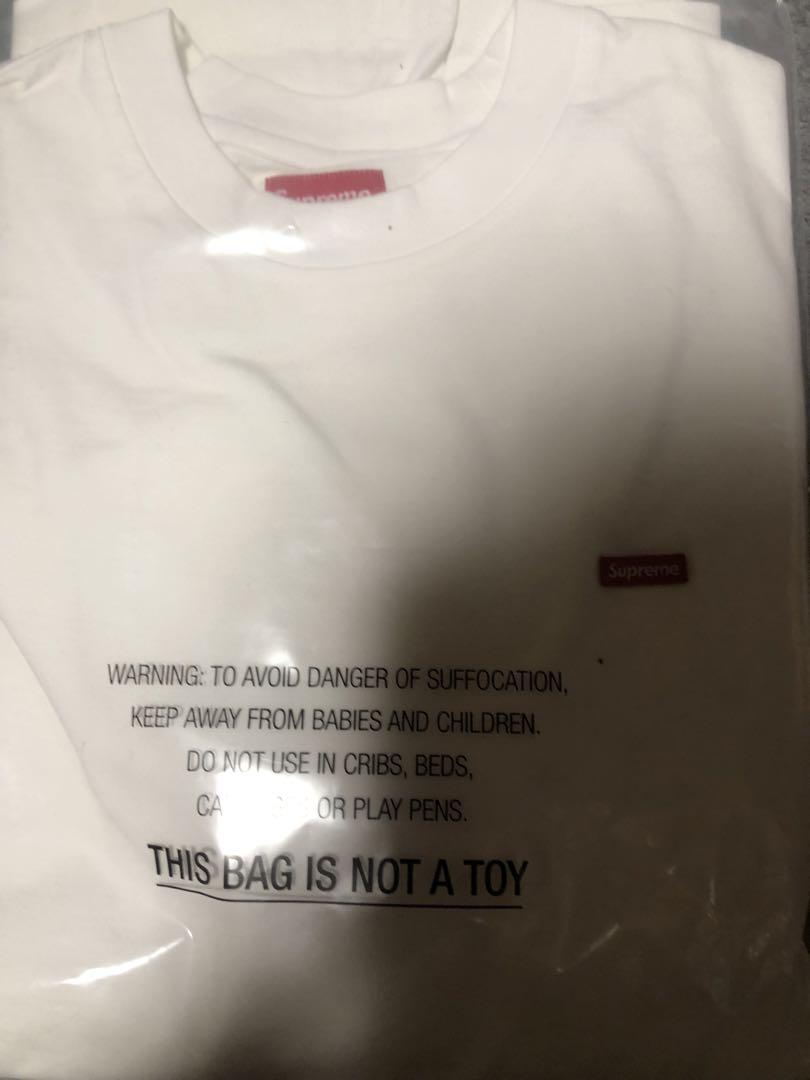 Supreme
Supreme
WARNING: TO AVOID DANGER OF SUFFOCATION,
KEEP AWAY FROM BABIES AND CHILDREN.
DO NOT USE IN CRIBS, BEDS,
OR PLAY PENS.
THIS BAG IS NOT A TOY